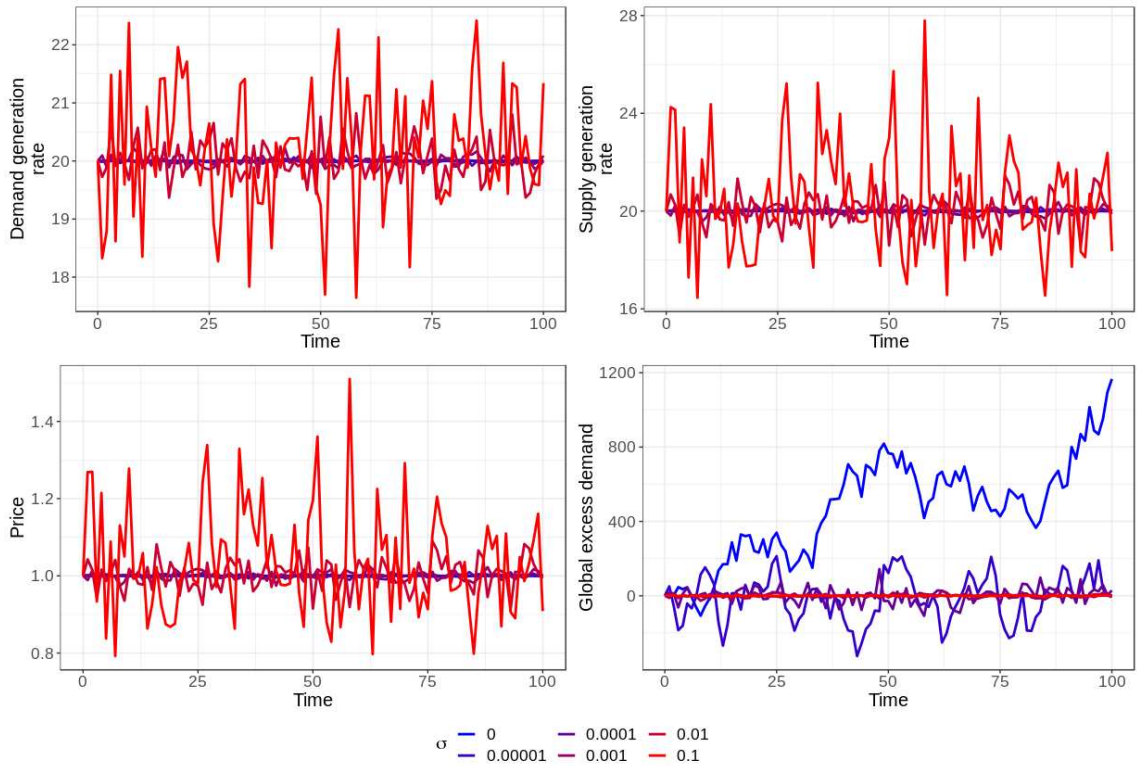 Demand generation
rate
22
21
20
19
18
0 25 50 75 100
Time
Supply generation
rate
28
24
20
16
0 25 50 75 100
Time
Price
1.4
1.2
1.0
0.8
0 25 50 75 100
Time
Global excess demand
1200
800
400
0
0 25 50 75 100
Time
σ 0 0.0001 0.01
0.00001 0.001 0.1